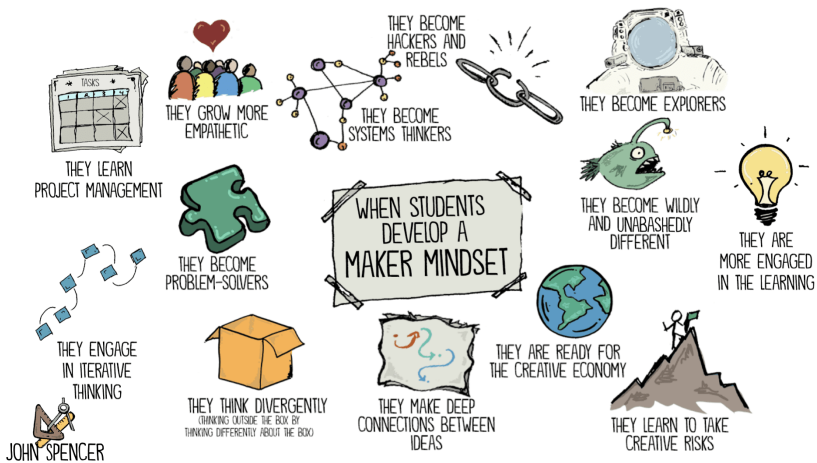 THEY BECOME
HACKERS AND
REBELS
TASKS
THEY GROW MORE
EMPATHETIC
THEY BECOME
SYSTEMS THINKERS
THEY BECOME EXPLORERS
THEY LEARN
PROJECT MANAGEMENT
WHEN STUDENTS
DEVELOP A
MAKER MINDSET
THEY BECOME WILDLY
AND UNABASHEDLY
DIFFERENT
THEY ARE
MORE ENGAGED
IN THE LEARNING
THEY BECOME
PROBLEM-SOLVERS
THEY ENGAGE
IN ITERATIVE
THINKING
THEY THINK DIVERGENTLY
(THINKING OUTSIDE THE BOX BY
THINKING DIFFERENTLY ABOUT THE BOX)
THEY MAKE DEEP
CONNECTIONS BETWEEN
IDEAS
THEY ARE READY FOR
THE CREATIVE ECONOMY
THEY LEARN TO TAKE
CREATIVE RISKS
JOHN SPENCER